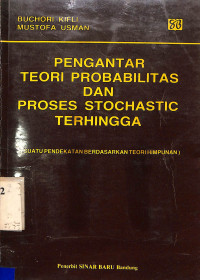 BUCHORI KIFLI
MUSTOFA USMAN
PENGANTAR
TEORI PROBABILITAS
DAN
PROSES STOCHASTIC
TERHINGGA
(SUATU PENDEKATAN BERDASARKAN TEORI HIMPUNAN)
2
Penerbit SINAR BARU Bandung